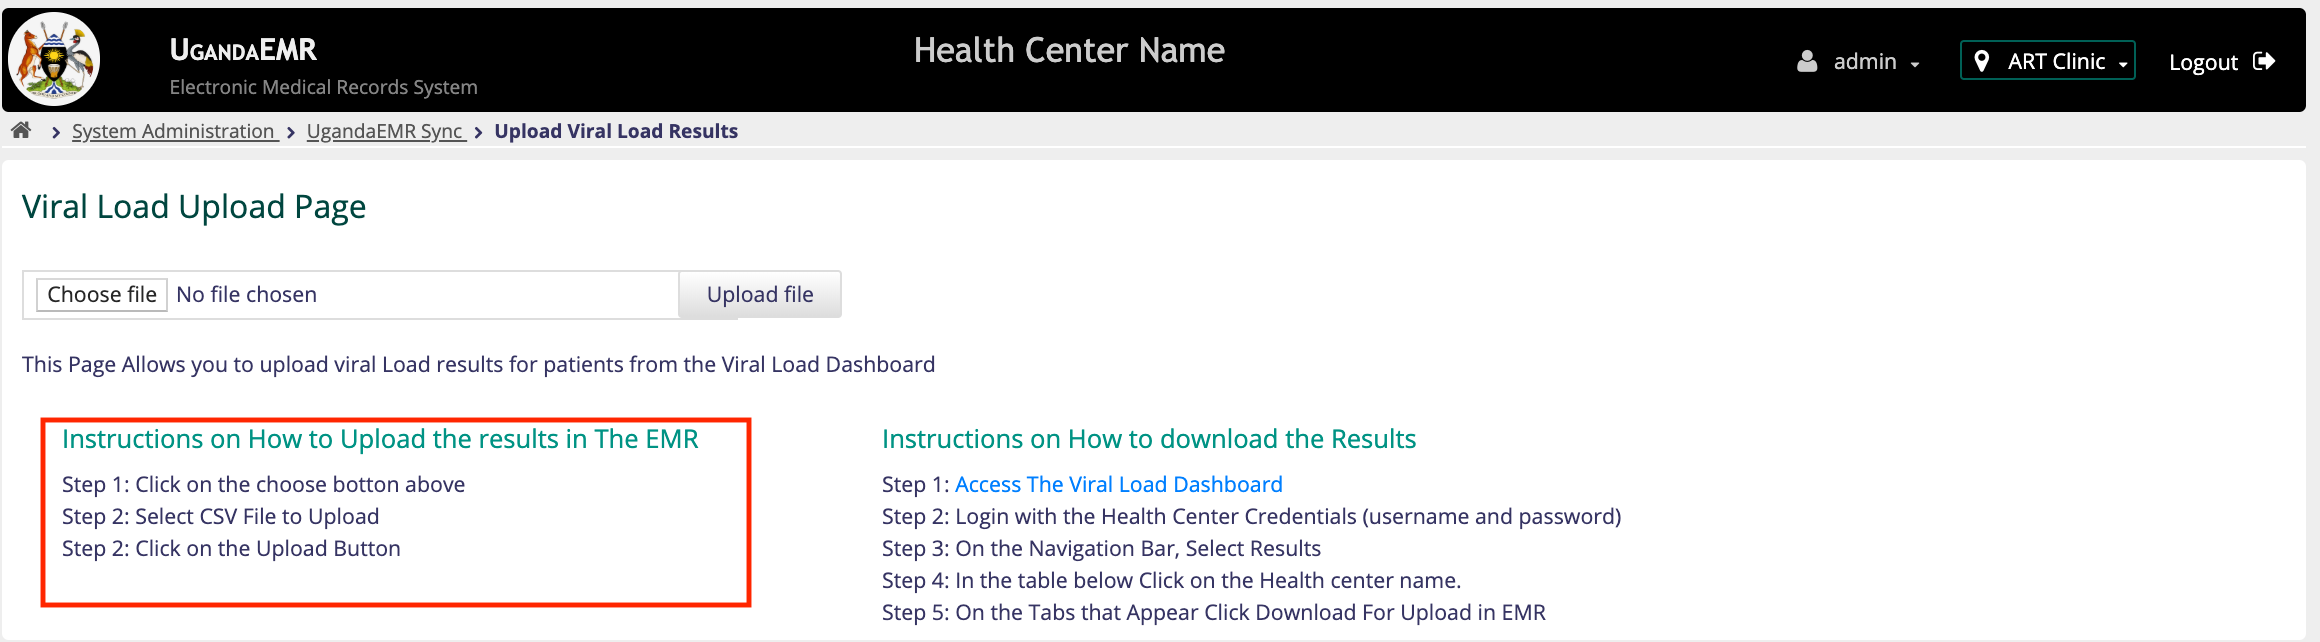 UGANDAEMR
Electronic Medical Records System
Health Center Name
admin
ART Clinic
Logout
System Administration > UgandaEMR Sync > Upload Viral Load Results
Viral Load Upload Page
Choose file No file chosen
Upload file
This Page Allows you to upload viral Load results for patients from the Viral Load Dashboard
Instructions on How to Upload the results in The EMR
Step 1: Click on the choose botton above
Step 2: Select CSV File to Upload
Step 2: Click on the Upload Button
Instructions on How to download the Results
Step 1: Access The Viral Load Dashboard
Step 2: Login with the Health Center Credentials (username and password)
Step 3: On the Navigation Bar, Select Results
Step 4: In the table below Click on the Health center name.
Step 5: On the Tabs that Appear Click Download For Upload in EMR